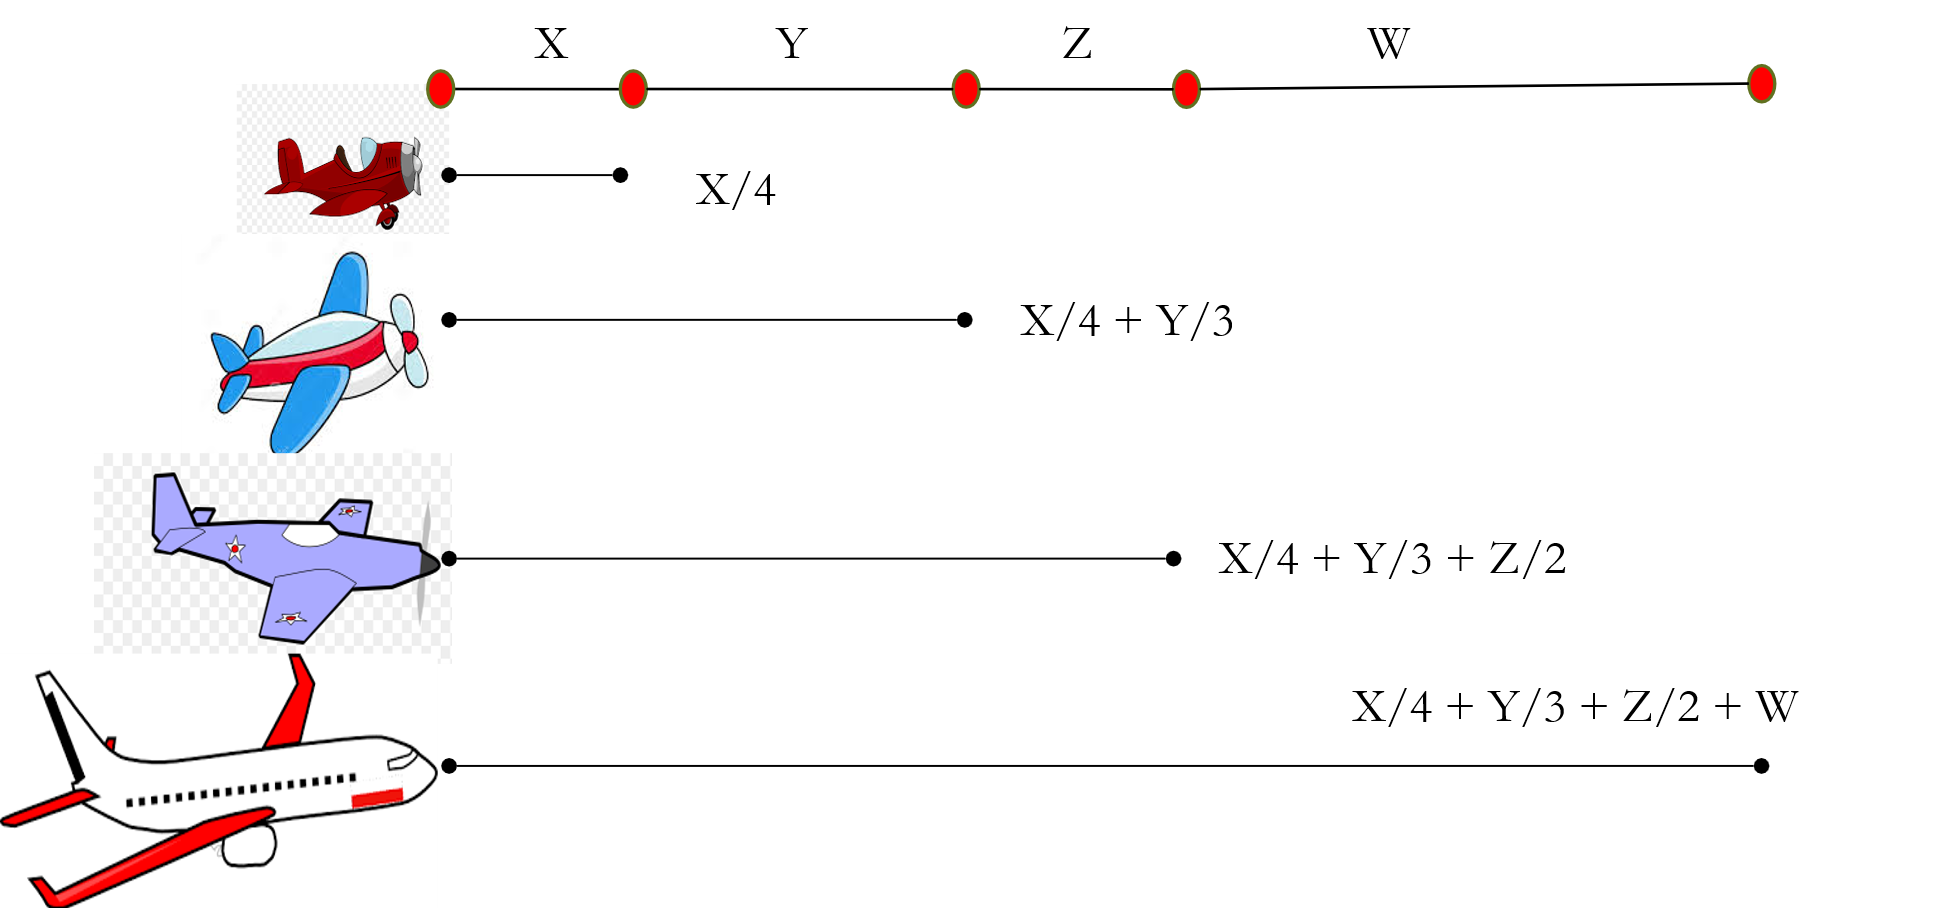 X Y Z W
X/4
X/4 + Y/3
X/4 + Y/3 + Z/2
X/4 + Y/3 + Z/2 + W